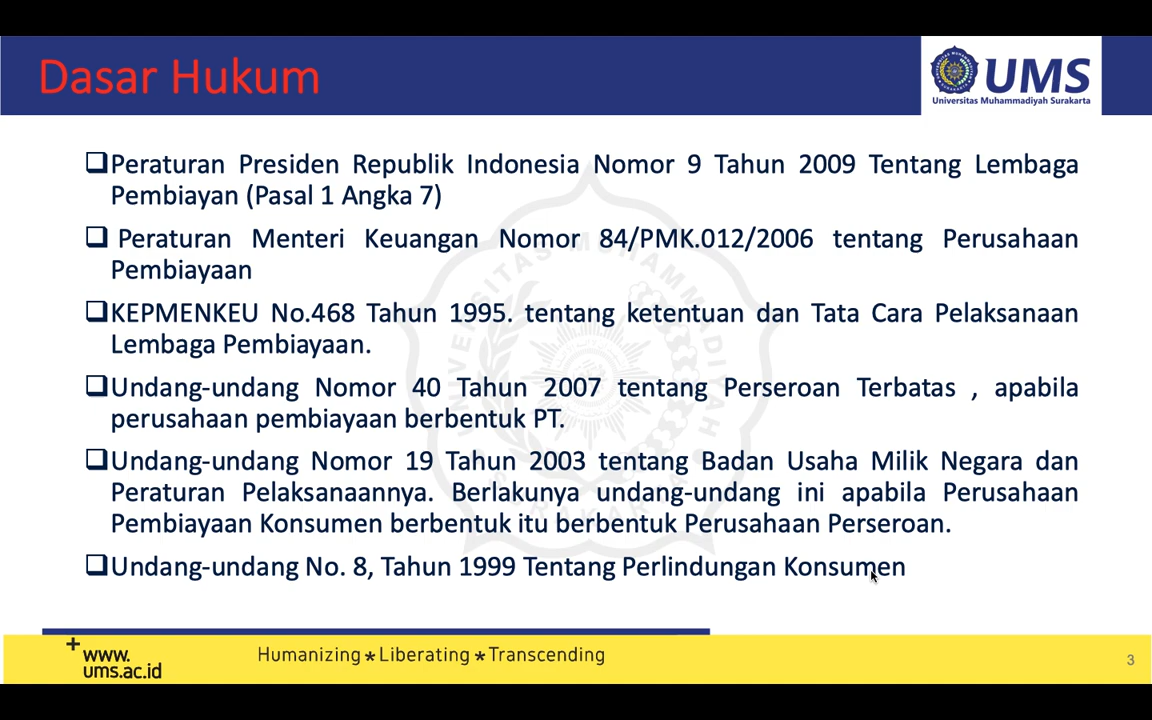 Dasar Hukum
UMS
Universitas Muhammadiyah Surakarta
Peraturan Presiden Republik Indonesia Nomor 9 Tahun 2009 Tentang Lembaga
Pembiayan (Pasal 1 Angka 7)
Peraturan Menteri Keuangan Nomor 84/PMK.012/2006 tentang Perusahaan
Pembiayaan
KEPMENKEU No.468 Tahun 1995. tentang ketentuan dan Tata Cara Pelaksanaan
Lembaga Pembiayaan.
Undang-undang Nomor 40 Tahun 2007 tentang Perseroan Terbatas , apabila
perusahaan pembiayaan berbentuk PT.
Undang-undang Nomor 19 Tahun 2003 tentang Badan Usaha Milik Negara dan
Peraturan Pelaksanaannya. Berlakunya undang-undang ini apabila Perusahaan
Pembiayaan Konsumen berbentuk itu berbentuk Perusahaan Perseroan.
Undang-undang No. 8, Tahun 1999 Tentang Perlindungan Konsumen
UNIVERSITAS MUHAMMADIYAH
SURAKARTA
www.
ums.ac.id
Humanizing * Liberating * Transcending
3